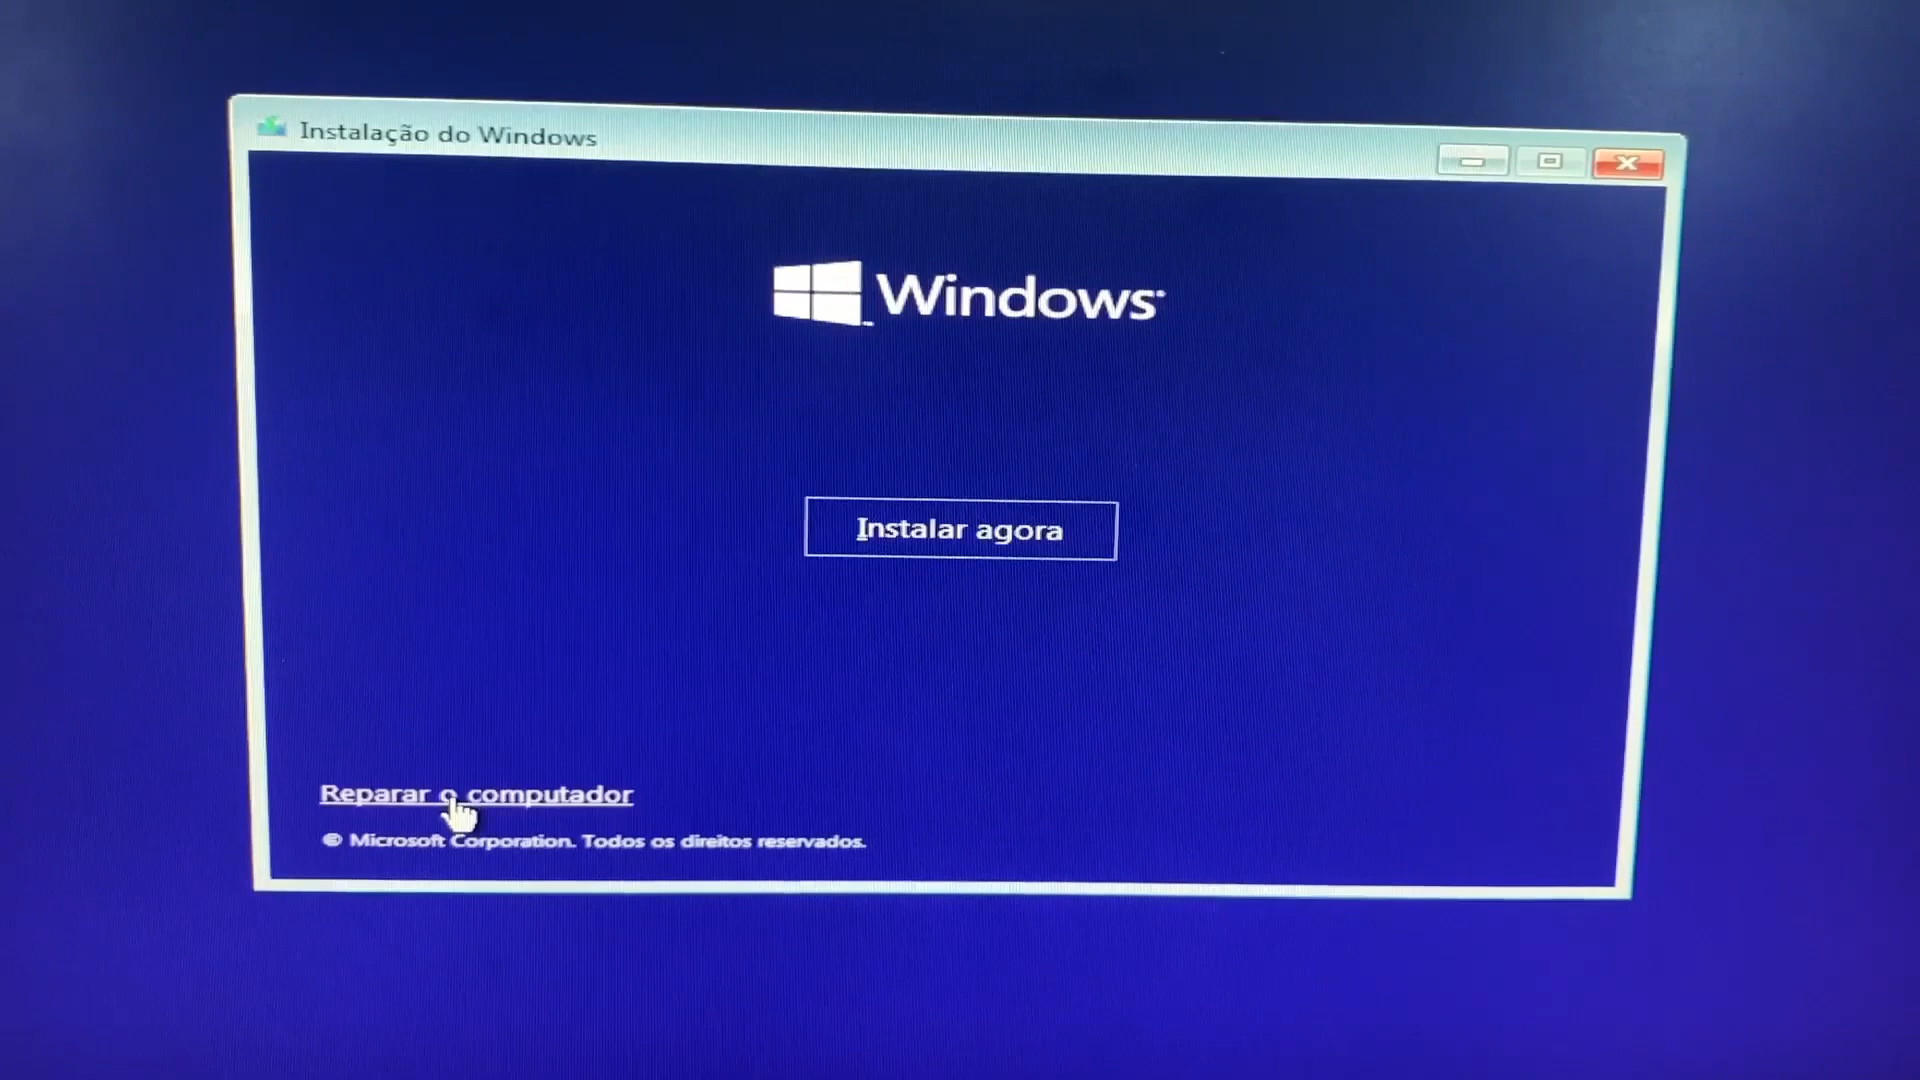 Instalação do Windows
Windows
Instalar agora
Reparar o computador
© Microsoft Corporation. Todos os direitos reservados.